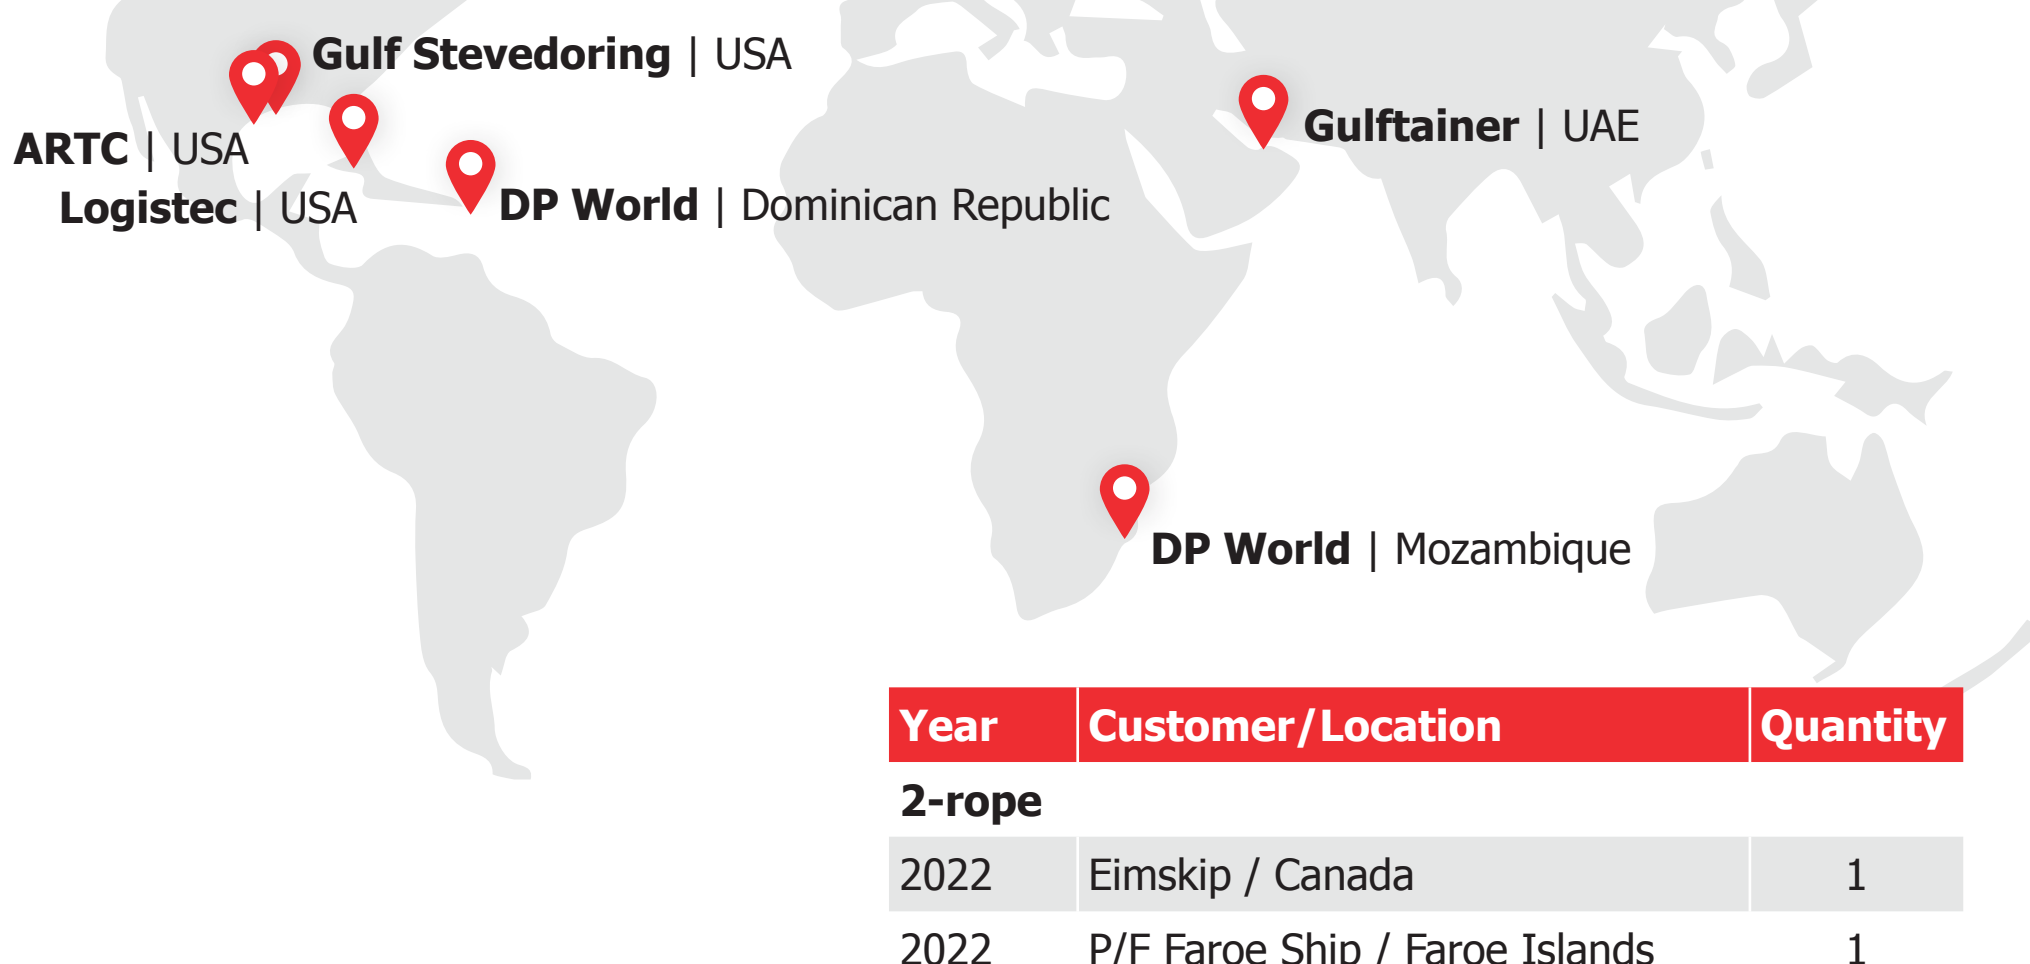 Gulf Stevedoring | USA
ARTC | USA
Logistec | USA
DP World | Dominican Republic
Gulftainer | UAE
DP World | Mozambique
Year Customer/Location Quantity
2-rope
2022 Eimskip / Canada 1
2022 P/F Faroe Ship / Faroe Islands 1